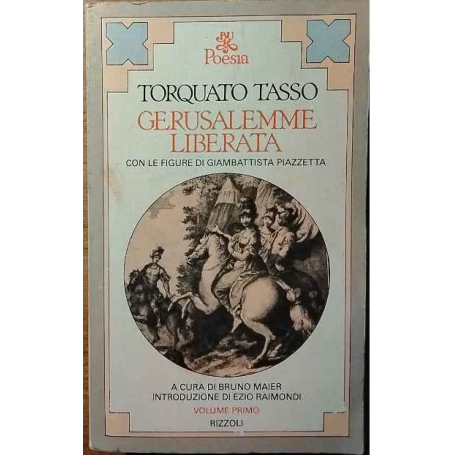 BUR
Poesia
TORQUATO TASSO
GERUSALEMME
LIBERATA
CON LE FIGURE DI GIAMBATTISTA PIAZZETTA
A CURA DI BRUNO MAIER
INTRODUZIONE DI EZIO RAIMONDI
VOLUME PRIMO
RIZZOLI